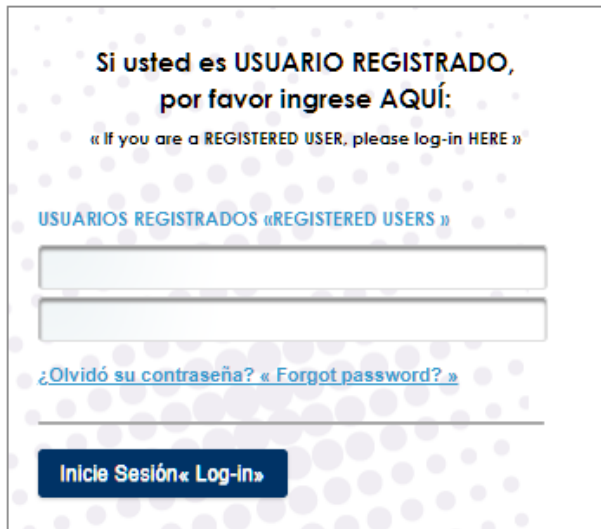 Si usted es USUARIO REGISTRADO,
por favor ingrese AQUÍ:
« If you are a REGISTERED USER, please log-in HERE »
USUARIOS REGISTRADOS «REGISTERED USERS »
¿Olvidó su contraseña? « Forgot password? »
Inicie Sesión« Log-in»